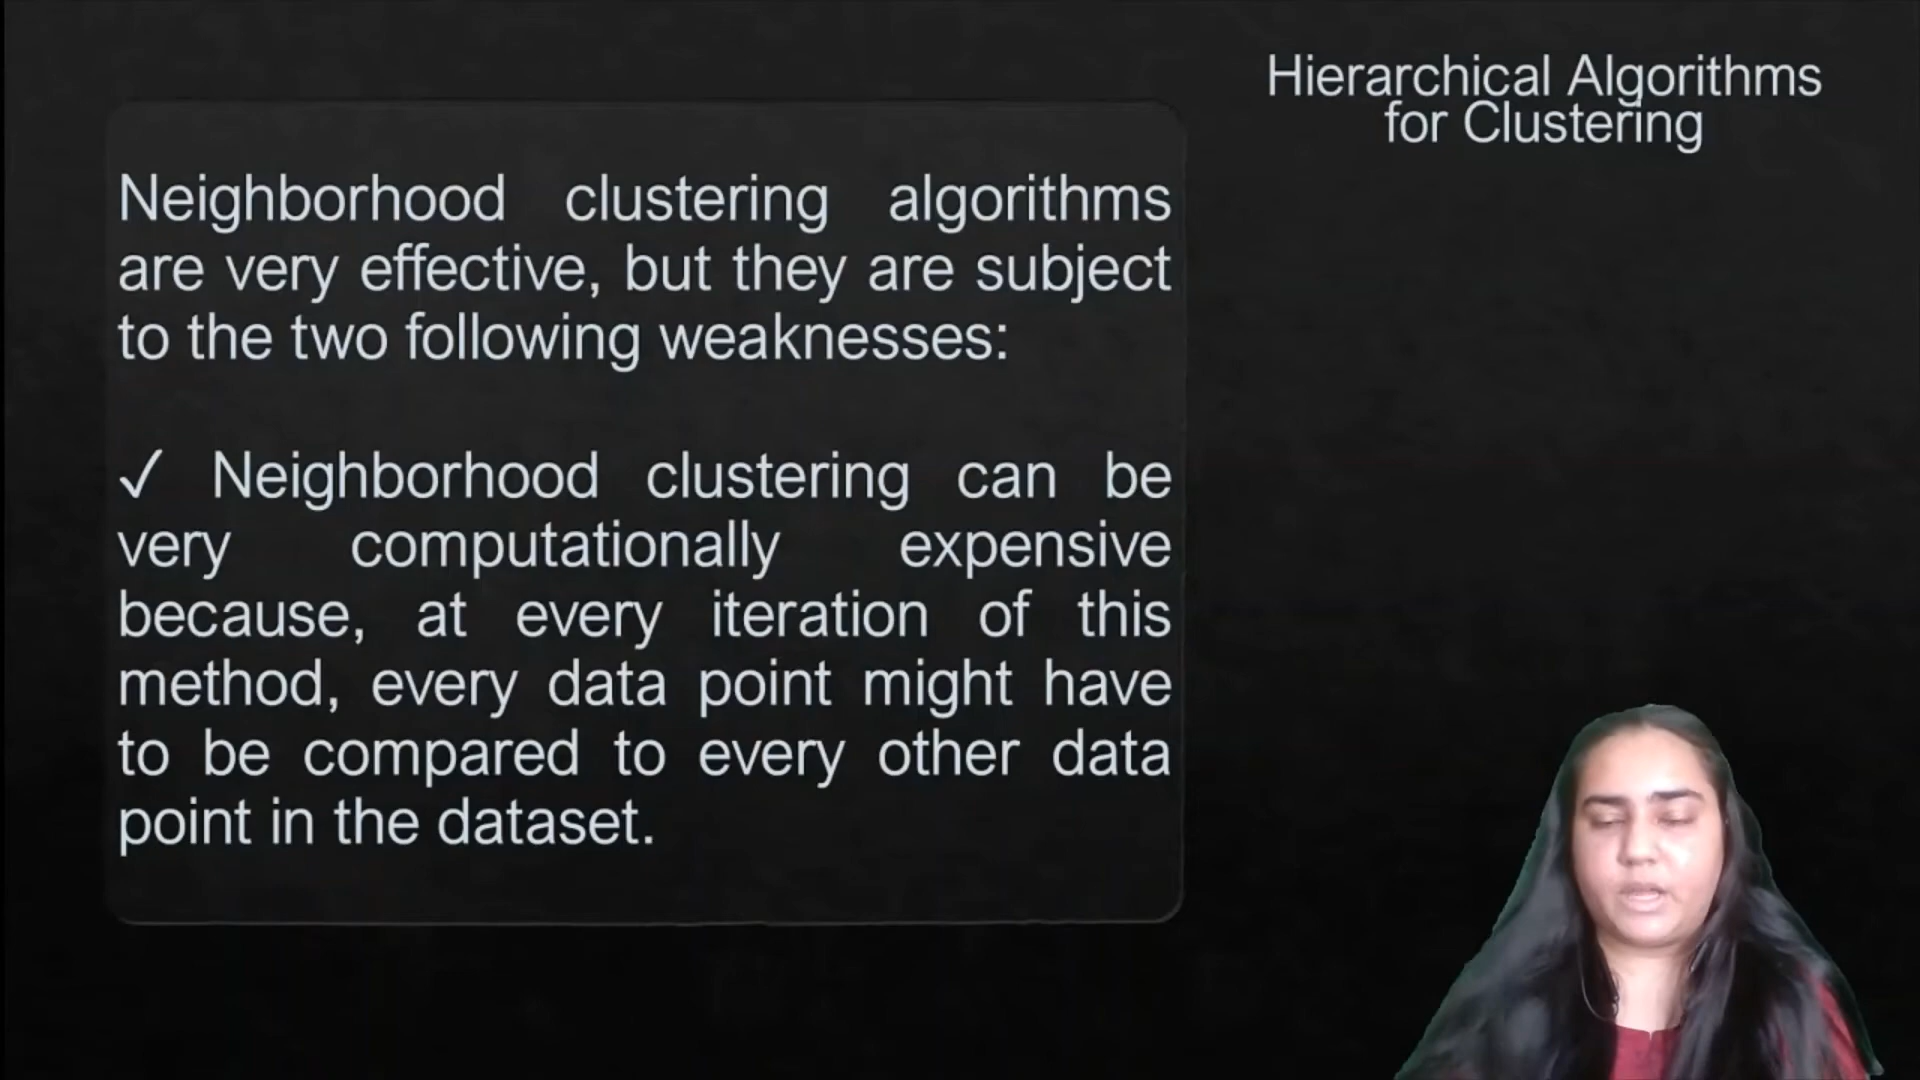 Hierarchical Algorithms
for Clustering
Neighborhood clustering algorithms
are very effective, but they are subject
to the two following weaknesses:
✓ Neighborhood clustering can be
very computationally expensive
because, at every iteration of this
method, every data point might have
to be compared to every other data
point in the dataset.